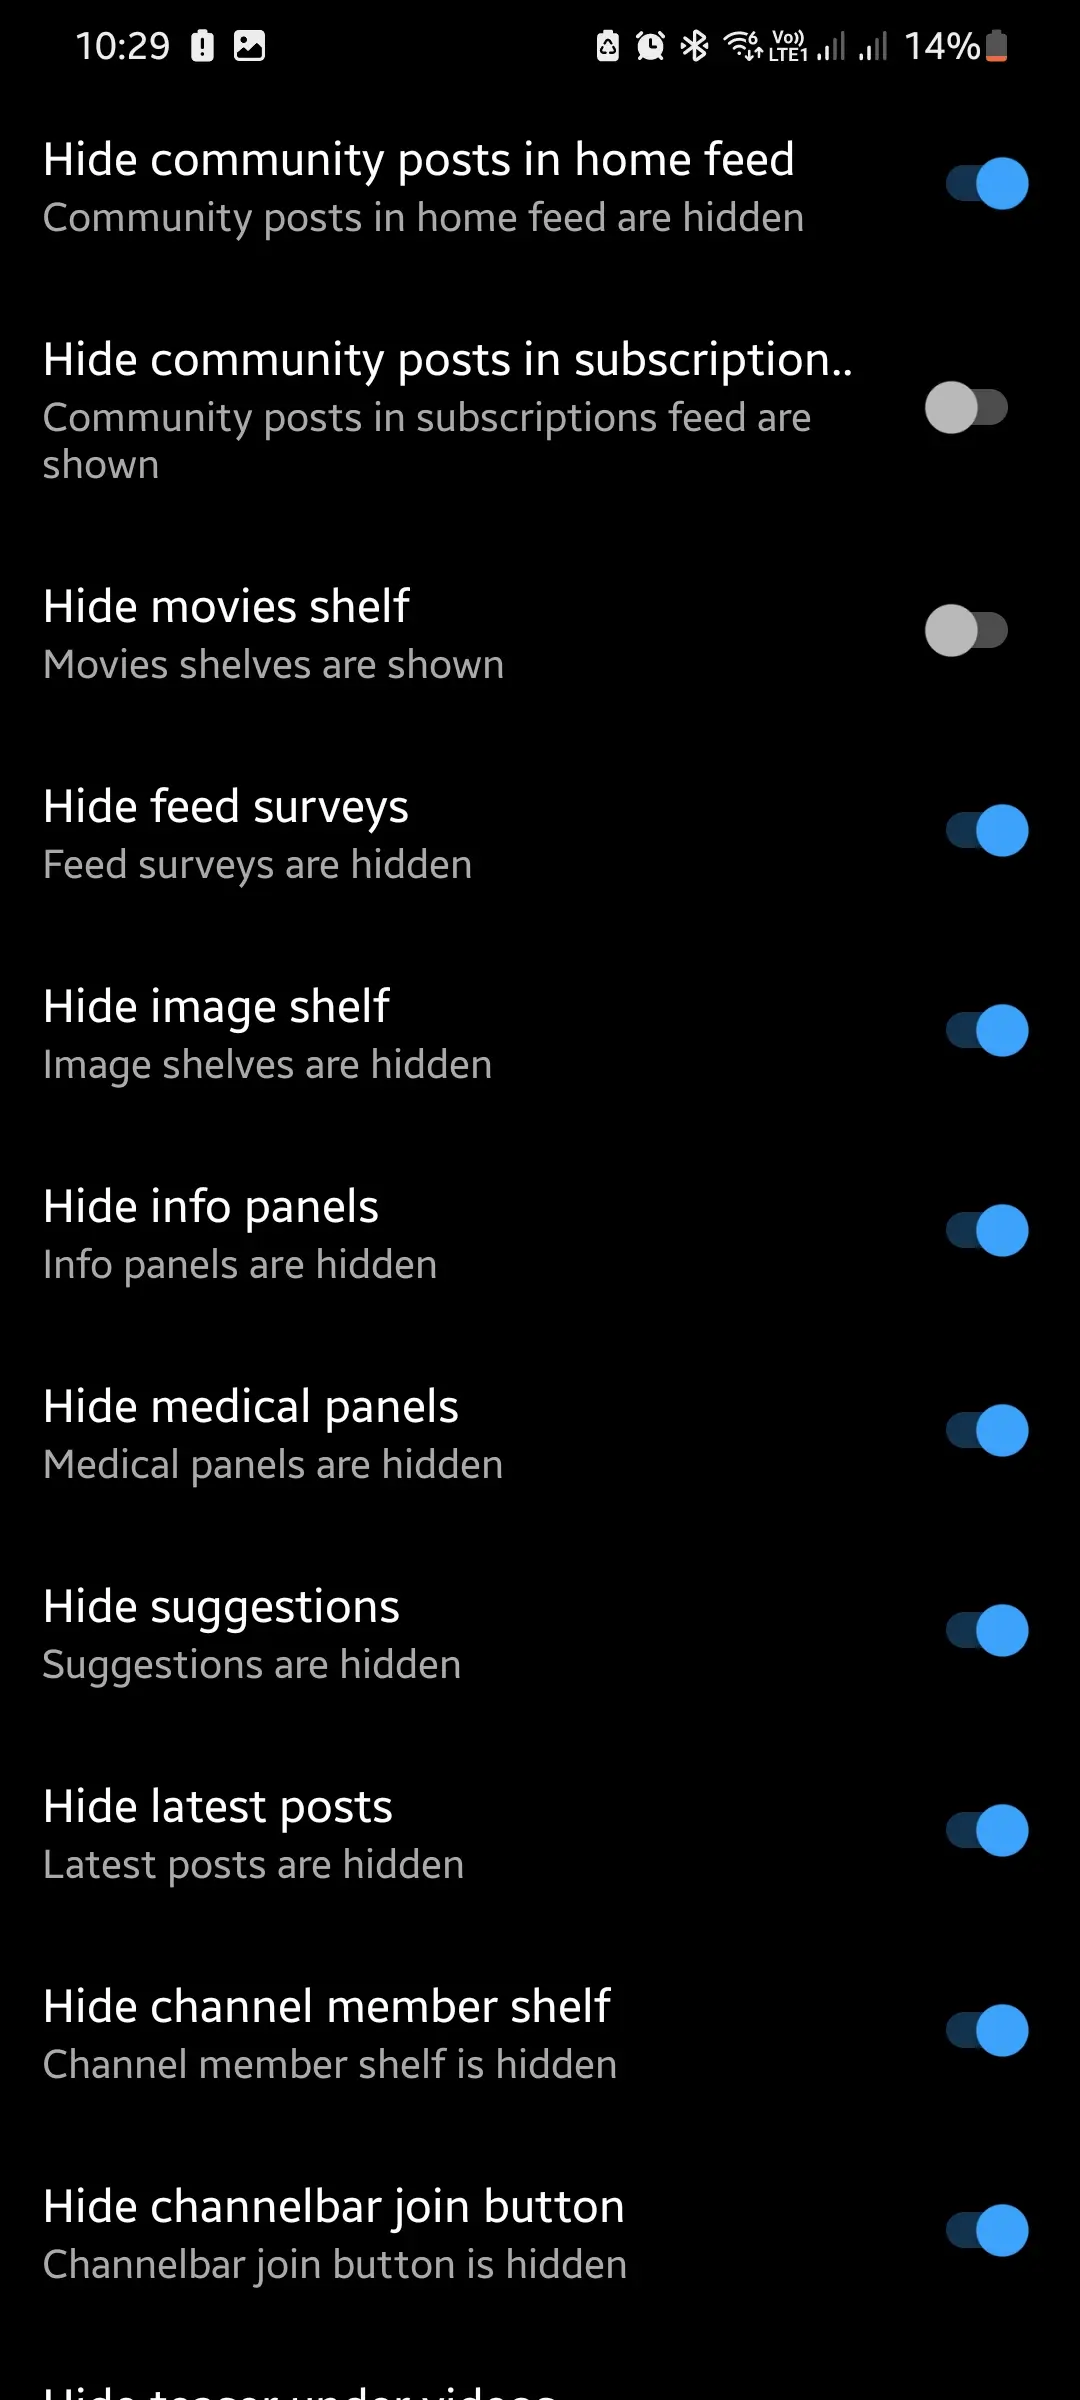 10:29 Vo)) LTE1 6 14%
Hide community posts in home feed
Community posts in home feed are hidden
Hide community posts in subscription..
Community posts in subscriptions feed are
shown
Hide movies shelf
Movies shelves are shown
Hide feed surveys
Feed surveys are hidden
Hide image shelf
Image shelves are hidden
Hide info panels
Info panels are hidden
Hide medical panels
Medical panels are hidden
Hide suggestions
Suggestions are hidden
Hide latest posts
Latest posts are hidden
Hide channel member shelf
Channel member shelf is hidden
Hide channelbar join button
Channelbar join button is hidden
Hide teaser under videos